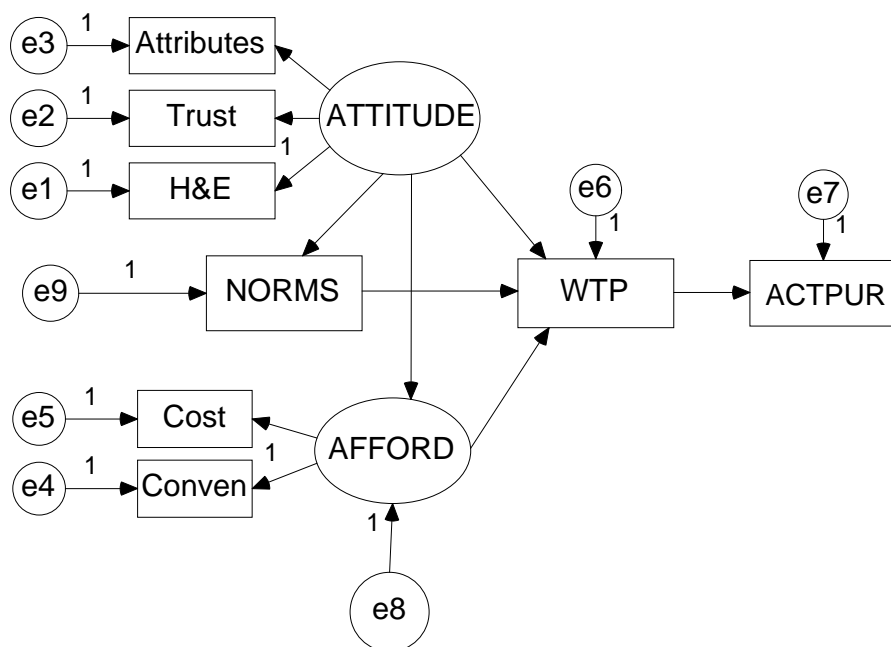 e3
1
Attributes
e2
1
Trust
1
e1
1
H&E
ATTITUDE
e9
1
NORMS
e6
1
WTP
e7
1
ACTPUR
e5
1
Cost
e4
1
Conven
1
AFFORD
1
e8